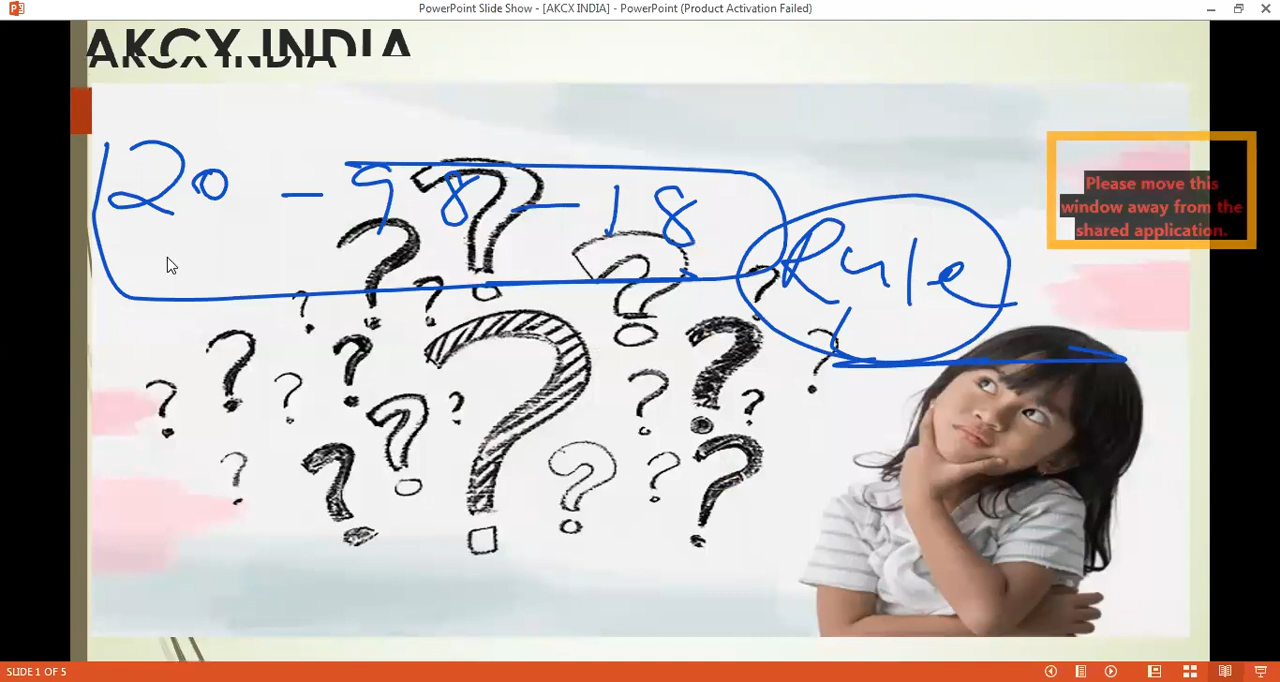 PowerPoint Slide Show - [AKCX INDIA] - PowerPoint (Product Activation Failed)
AKCX INDIA
20 - 98 - 18
Rule
Please move this
window away from the
shared application.
SLIDE 1 OF 5